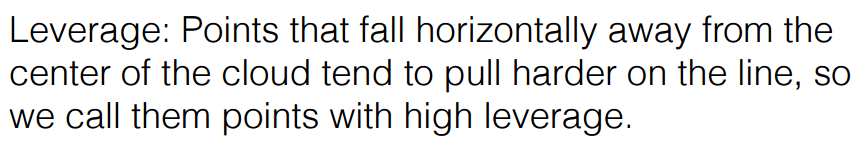 Leverage: Points that fall horizontally away from the
center of the cloud tend to pull harder on the line, so
we call them points with high leverage.